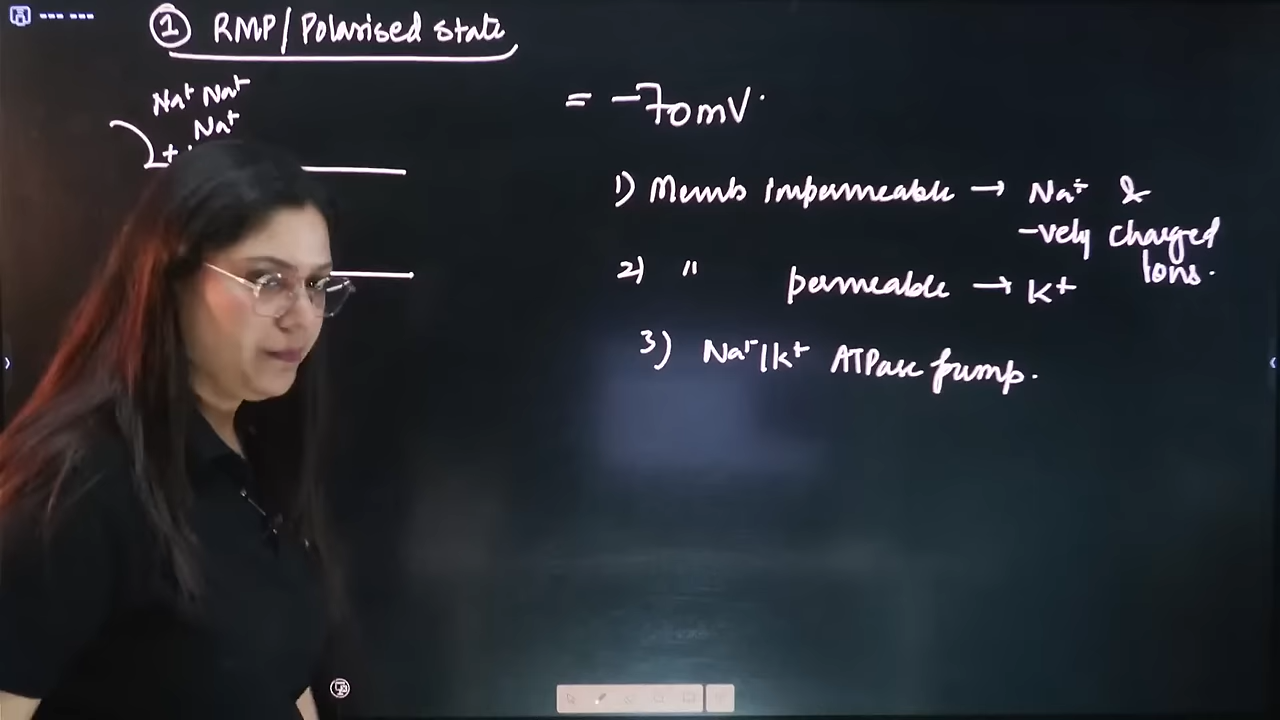 ① RMP/Polarised state
Na⁺ Na⁺
Na⁺
+
= -70mV.
1) Memb impermeable → Na⁺ &
-vely charged
Ions.
2) " permeable → K⁺
3) Na⁺/K⁺ ATPase pump.